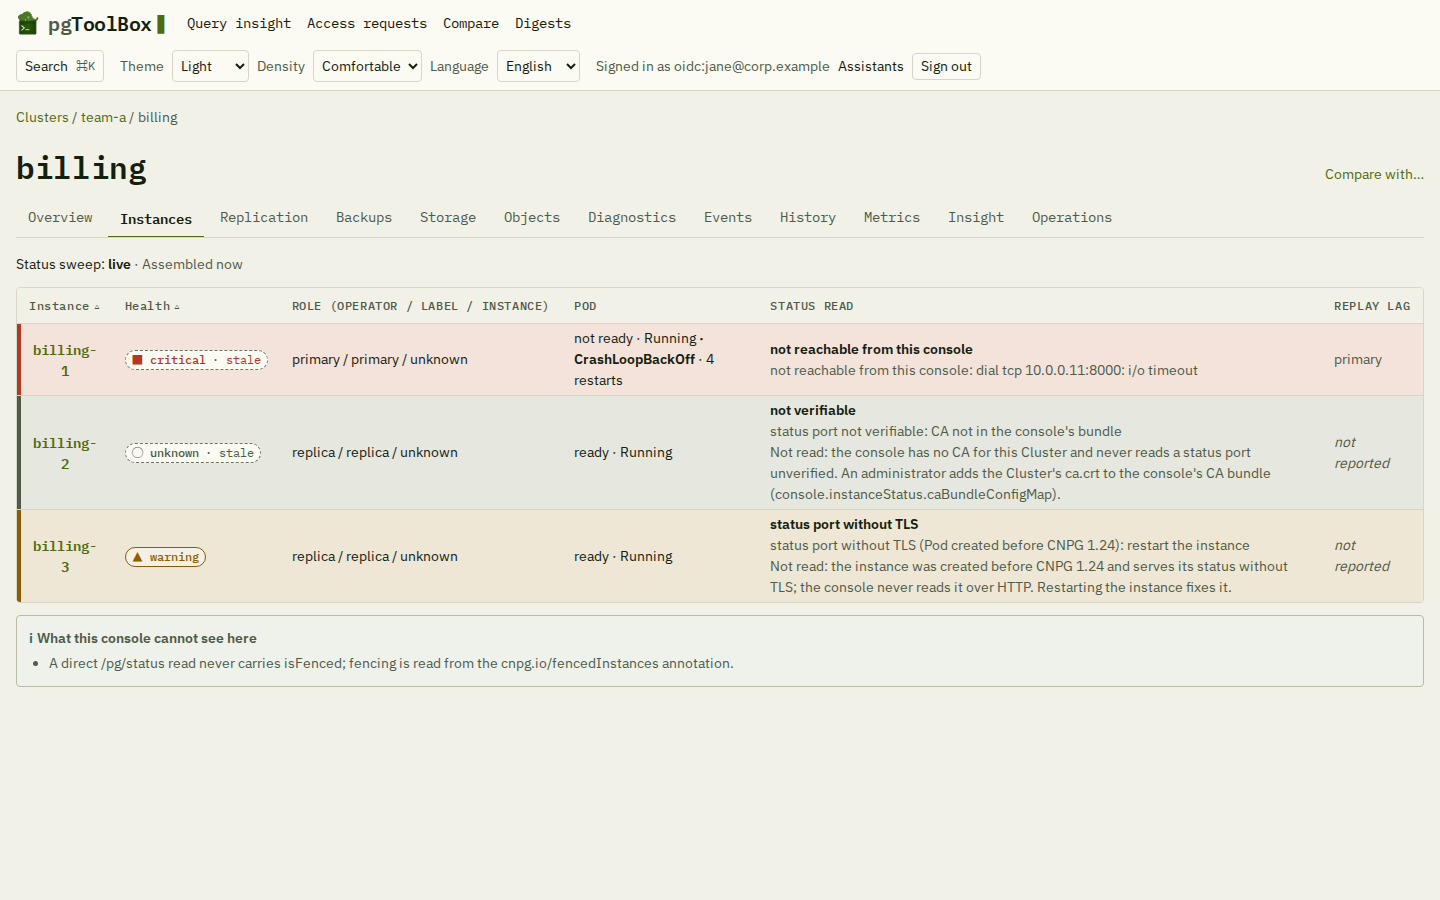 pgToolBox Query insight Access requests Compare Digests
Search ⌘K Theme Light Density Comfortable Language English Signed in as oidc:jane@corp.example Assistants Sign out
Clusters / team-a / billing
billing
Compare with…
Overview Instances Replication Backups Storage Objects Diagnostics Events History Metrics Insight Operations
Status sweep: live · Assembled now
Instance Health ROLE (OPERATOR / LABEL / INSTANCE) POD STATUS READ REPLAY LAG
billing-
1
critical · stale
primary / primary / unknown
not ready · Running ·
CrashLoopBackOff · 4
restarts
not reachable from this console
not reachable from this console: dial tcp 10.0.0.11:8000: i/o timeout
primary
billing-
2
unknown · stale
replica / replica / unknown
ready · Running
not verifiable
status port not verifiable: CA not in the console's bundle
Not read: the console has no CA for this Cluster and never reads a status port
unverified. An administrator adds the Cluster's ca.crt to the console's CA bundle
(console.instanceStatus.caBundleConfigMap).
not
reported
billing-
3
warning
replica / replica / unknown
ready · Running
status port without TLS
status port without TLS (Pod created before CNPG 1.24): restart the instance
Not read: the instance was created before CNPG 1.24 and serves its status without
TLS; the console never reads it over HTTP. Restarting the instance fixes it.
not
reported
i What this console cannot see here
• A direct /pg/status read never carries isFenced; fencing is read from the cnpg.io/fencedInstances annotation.